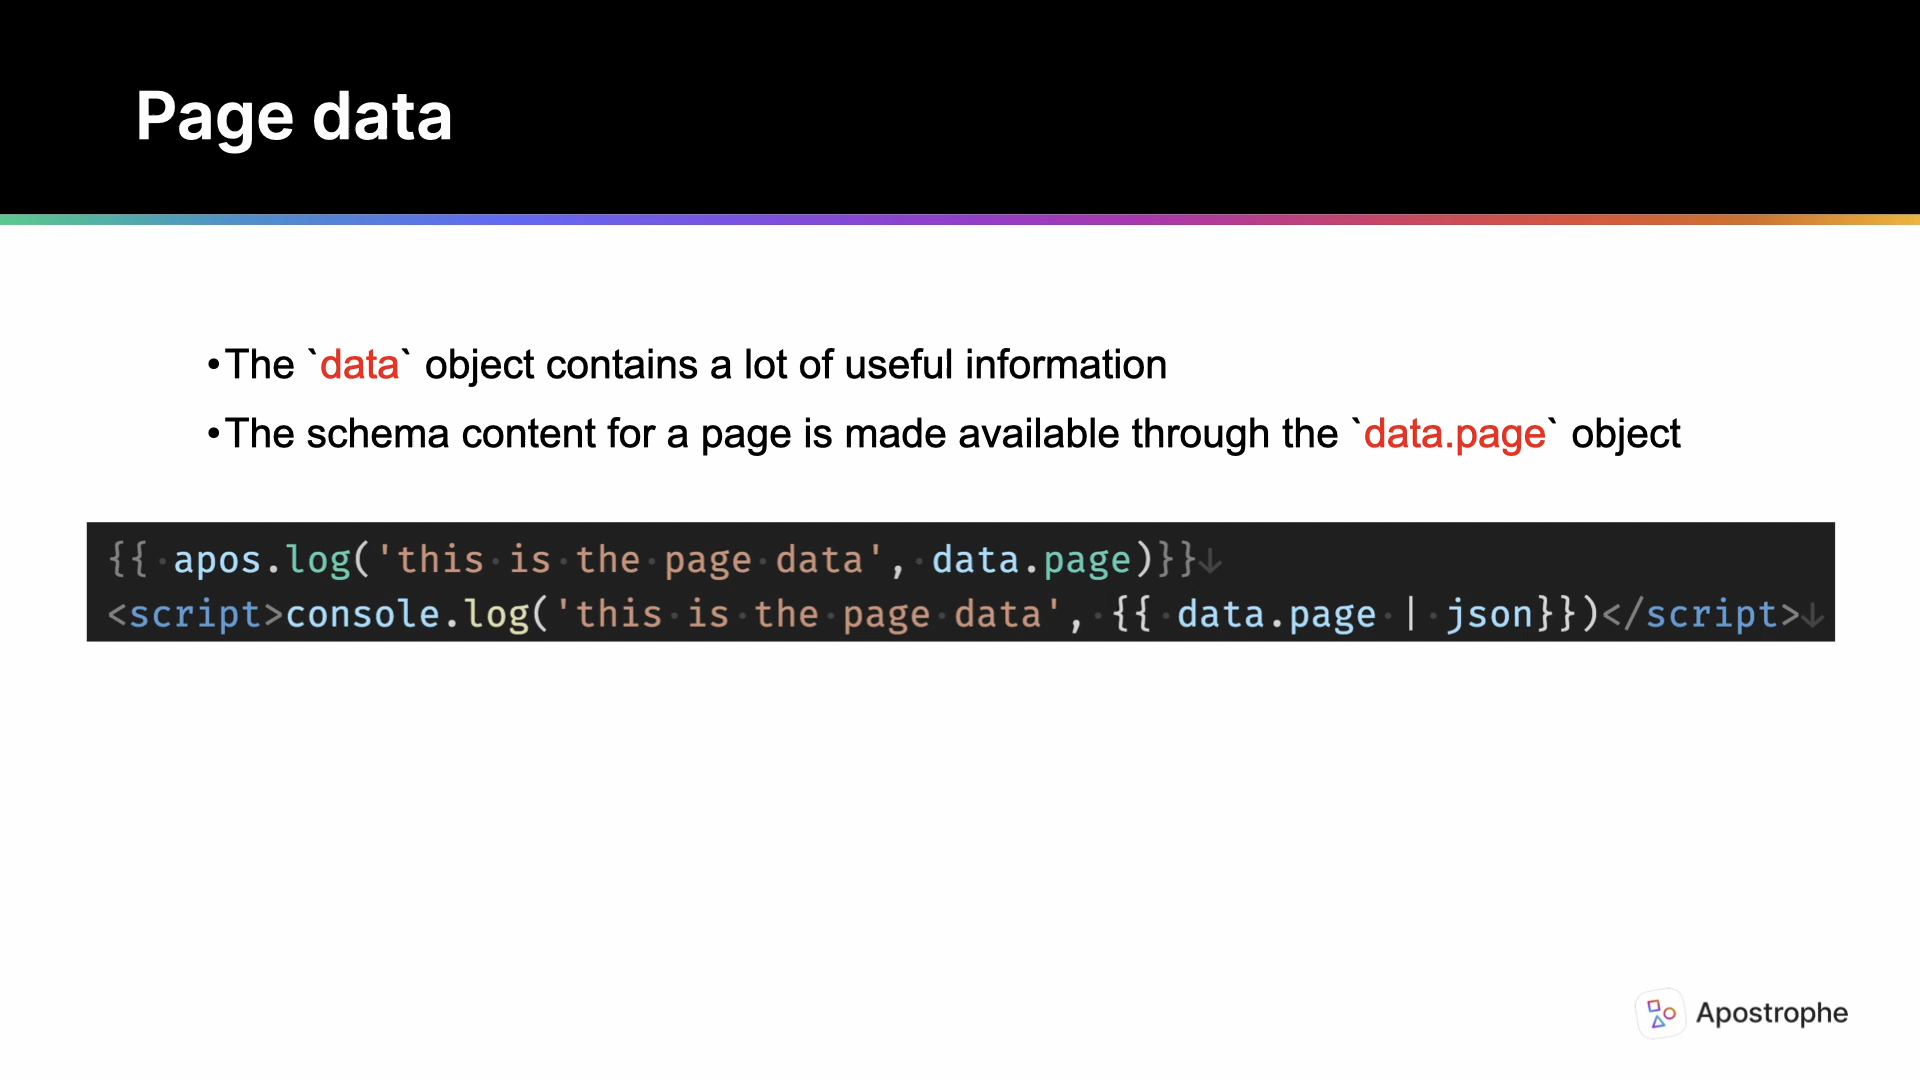 Page data
•The `data` object contains a lot of useful information
•The schema content for a page is made available through the `data.page` object
{{ apos.log('this is the page data', data.page)}}↓
<script>console.log('this is the page data', {{ data.page | json}})</script>↓
Apostrophe